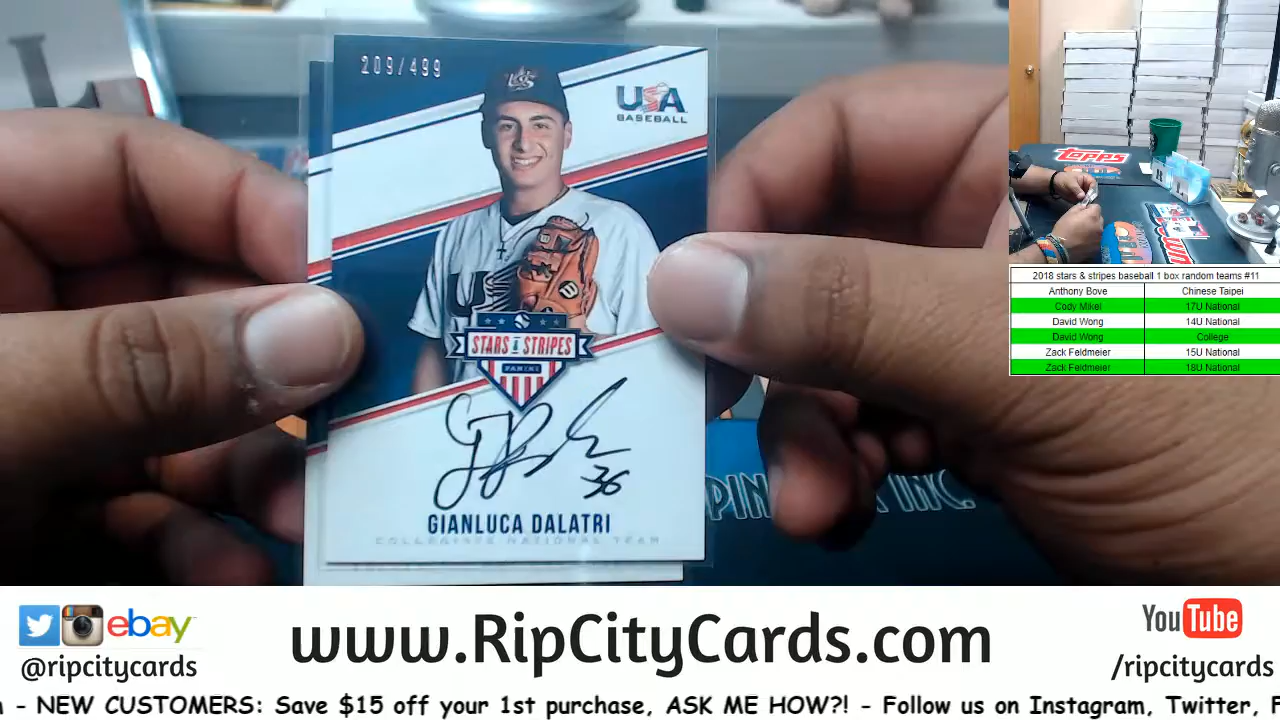 209/499
USA
BASEBALL
US
STARS & STRIPES
PANINI
36
GIANLUCA DALATRI
COLLEGIATE NATIONAL TEAM
INC.
topps
2018 stars & stripes baseball 1 box random teams #11
Anthony Bove Chinese Taipei
Cody Mikel 17U National
David Wong 14U National
David Wong College
Zack Feldmeier 15U National
Zack Feldmeier 18U National
ebay
@ripcitycards
www.RipCityCards.com
YouTube
/ripcitycards
- NEW CUSTOMERS: Save $15 off your 1st purchase, ASK ME HOW?! - Follow us on Instagram, Twitter, F